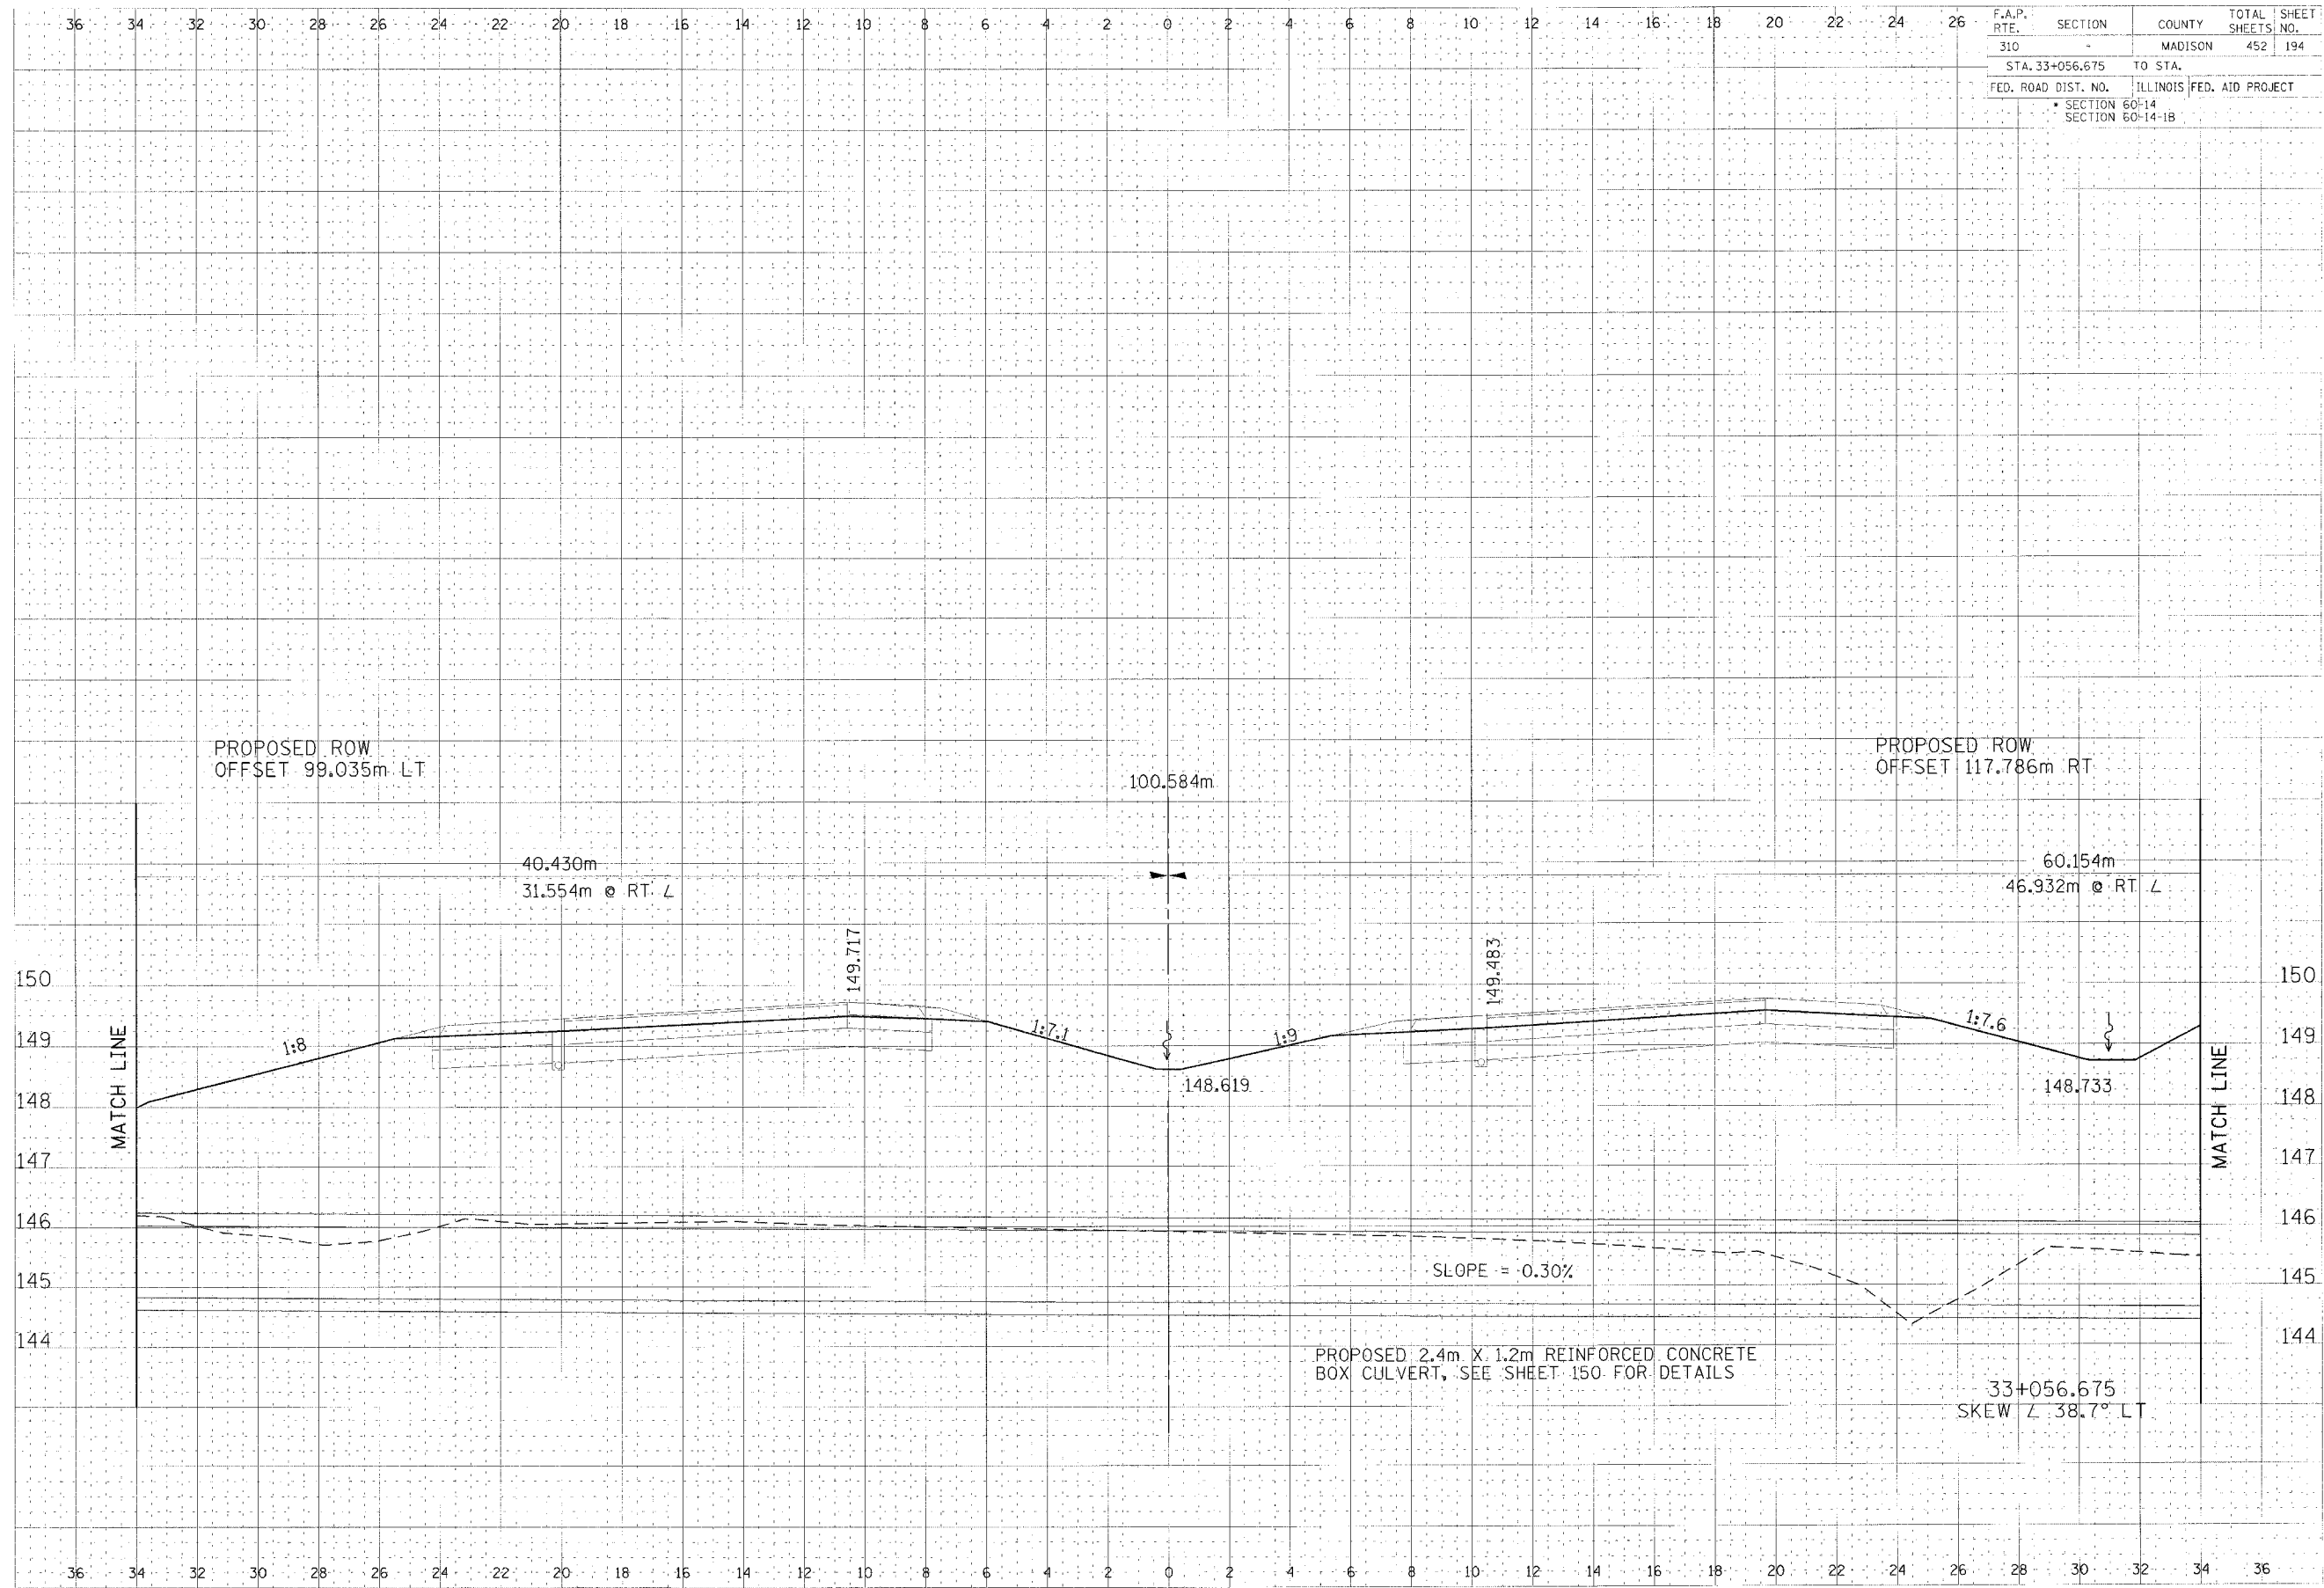 36 34 32 30 28 26 24 22 20 18 16 14 12 10 8 6 4 2 0 2 4 6 8 10 12 14 16 18 20 22 24 26
F.A.P. RTE. SECTION COUNTY TOTAL SHEETS SHEET NO.
310 - MADISON 452 194
STA. 33+056.675 TO STA.
FED. ROAD DIST. NO. ILLINOIS FED. AID PROJECT
• SECTION 60-14
SECTION 60-14-1B
PROPOSED ROW
OFFSET 99.035m LT
PROPOSED ROW
OFFSET 117.786m RT
100.584m
40.430m
31.554m @ RT ∠
60.154m
46.932m @ RT ∠
149.717
149.483
150 150
149 149
148 148
147 147
146 146
145 145
144 144
MATCH LINE
MATCH LINE
1:8
1:7.1
1:9
1:7.6
148.619
148.733
SLOPE = 0.30%
PROPOSED 2.4m X 1.2m REINFORCED CONCRETE
BOX CULVERT, SEE SHEET 150 FOR DETAILS
33+056.675
SKEW ∠ 38.7° LT
36 34 32 30 28 26 24 22 20 18 16 14 12 10 8 6 4 2 0 2 4 6 8 10 12 14 16 18 20 22 24 26 28 30 32 34 36